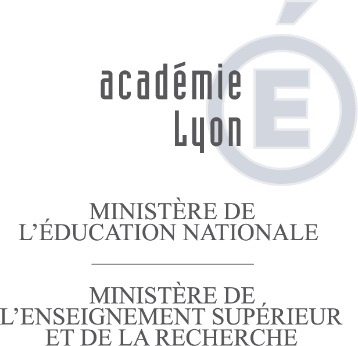 académie
Lyon
É
MINISTÈRE DE
L'ÉDUCATION NATIONALE
MINISTÈRE DE
L'ENSEIGNEMENT SUPÉRIEUR
ET DE LA RECHERCHE